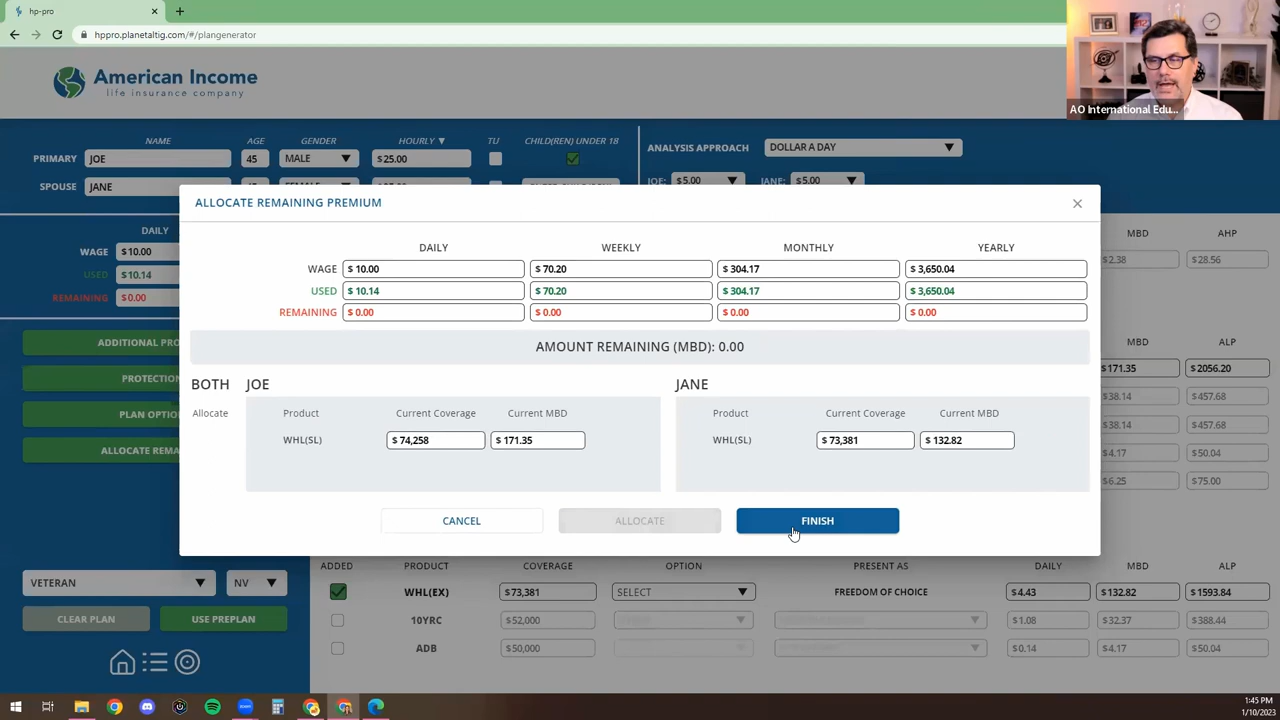 hp-pro
hppro.planetaltig.com/#/plangenerator
American Income
life insurance company
AO International Edu...
NAME AGE GENDER HOURLY ▼ TU CHILD(REN) UNDER 18
PRIMARY JOE 45 MALE $25.00
ANALYSIS APPROACH DOLLAR A DAY
SPOUSE JANE
JOE: $5.00 JANE: $5.00
ALLOCATE REMAINING PREMIUM
DAILY WEEKLY MONTHLY YEARLY
WAGE $ 10.00 $ 70.20 $ 304.17 $ 3,650.04
USED $ 10.14 $ 70.20 $ 304.17 $ 3,650.04
REMAINING $ 0.00 $ 0.00 $ 0.00 $ 0.00
AMOUNT REMAINING (MBD): 0.00
BOTH JOE JANE
Allocate Product Current Coverage Current MBD Product Current Coverage Current MBD
WHL(SL) $ 74,258 $ 171.35 WHL(SL) $ 73,381 $ 132.82
CANCEL ALLOCATE FINISH
DAILY
WAGE $10.00
USED $10.14
REMAINING $0.00
ADDITIONAL PRO
PROTECTION
PLAN OPTIO
ALLOCATE REMA
VETERAN NV
CLEAR PLAN USE PREPLAN
MBD AHP
$2.38 $28.56
MBD ALP
$171.35 $2056.20
$38.14 $457.68
$38.14 $457.68
$4.17 $50.04
$6.25 $75.00
ADDED PRODUCT COVERAGE OPTION PRESENT AS DAILY MBD ALP
WHL(EX) $73,381 SELECT FREEDOM OF CHOICE $4.43 $132.82 $1593.84
10YRC $52,000 $1.08 $32.37 $388.44
ADB $50,000 $0.14 $4.17 $50.04
1:45 PM
1/10/2023